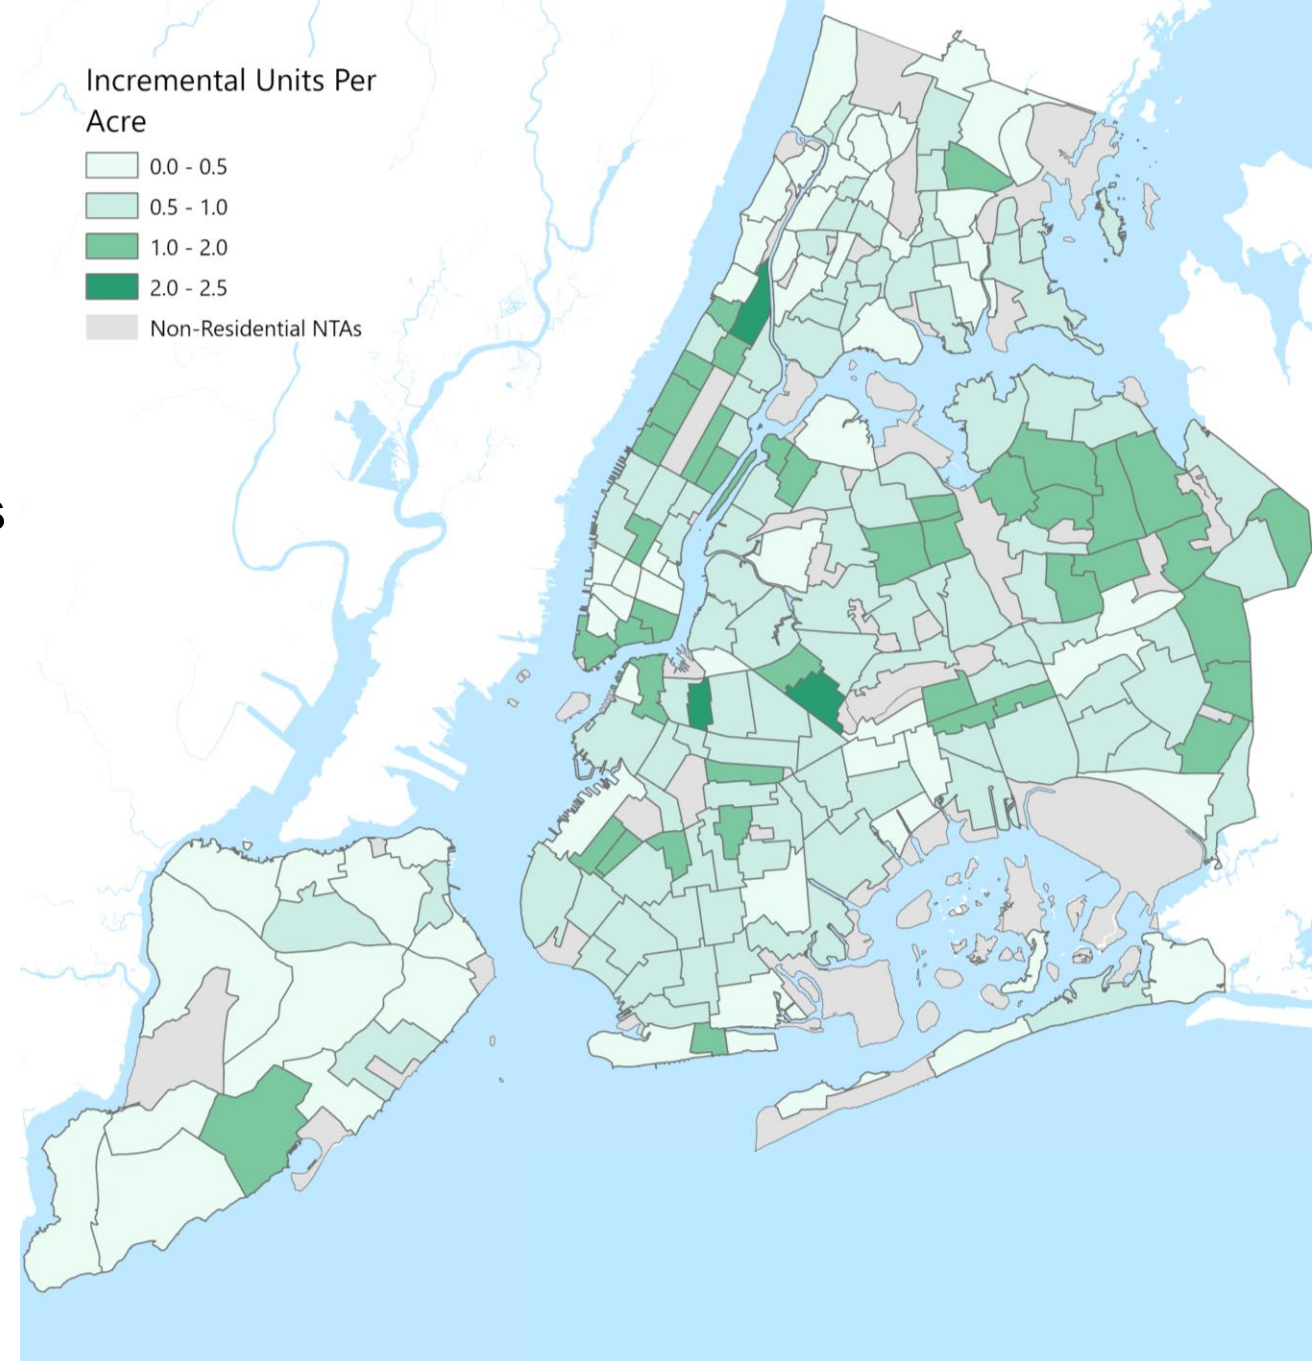 Incremental Units Per
Acre
0.0 - 0.5
0.5 - 1.0
1.0 - 2.0
2.0 - 2.5
Non-Residential NTAs
s